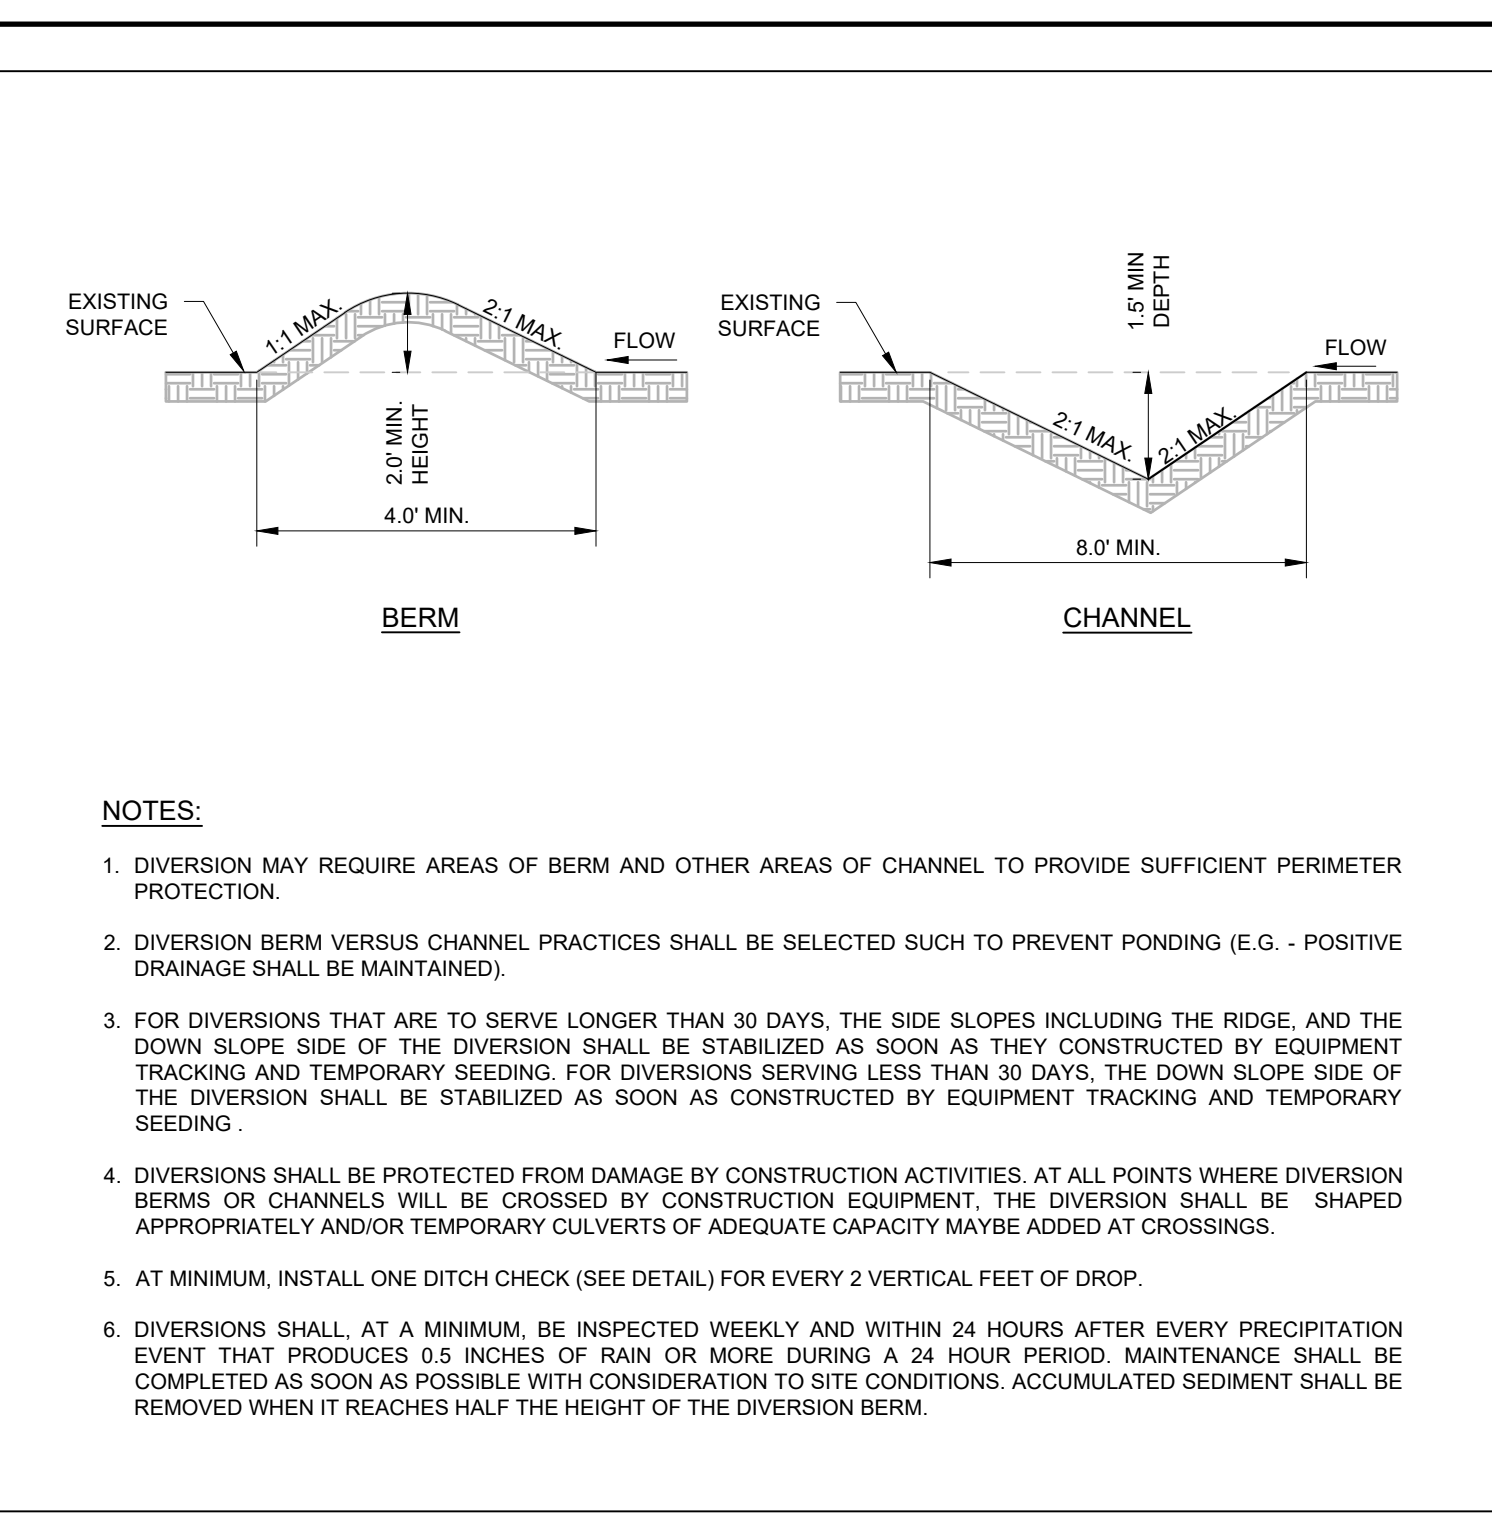 EXISTING
SURFACE
1:1 MAX.
2:1 MAX.
FLOW
2.0' MIN.
HEIGHT
4.0' MIN.
BERM
EXISTING
SURFACE
1.5' MIN
DEPTH
FLOW
2:1 MAX.
2:1 MAX.
8.0' MIN.
CHANNEL
NOTES:
1. DIVERSION MAY REQUIRE AREAS OF BERM AND OTHER AREAS OF CHANNEL TO PROVIDE SUFFICIENT PERIMETER
PROTECTION.
2. DIVERSION BERM VERSUS CHANNEL PRACTICES SHALL BE SELECTED SUCH TO PREVENT PONDING (E.G. - POSITIVE
DRAINAGE SHALL BE MAINTAINED).
3. FOR DIVERSIONS THAT ARE TO SERVE LONGER THAN 30 DAYS, THE SIDE SLOPES INCLUDING THE RIDGE, AND THE
DOWN SLOPE SIDE OF THE DIVERSION SHALL BE STABILIZED AS SOON AS THEY CONSTRUCTED BY EQUIPMENT
TRACKING AND TEMPORARY SEEDING. FOR DIVERSIONS SERVING LESS THAN 30 DAYS, THE DOWN SLOPE SIDE OF
THE DIVERSION SHALL BE STABILIZED AS SOON AS CONSTRUCTED BY EQUIPMENT TRACKING AND TEMPORARY
SEEDING .
4. DIVERSIONS SHALL BE PROTECTED FROM DAMAGE BY CONSTRUCTION ACTIVITIES. AT ALL POINTS WHERE DIVERSION
BERMS OR CHANNELS WILL BE CROSSED BY CONSTRUCTION EQUIPMENT, THE DIVERSION SHALL BE SHAPED
APPROPRIATELY AND/OR TEMPORARY CULVERTS OF ADEQUATE CAPACITY MAYBE ADDED AT CROSSINGS.
5. AT MINIMUM, INSTALL ONE DITCH CHECK (SEE DETAIL) FOR EVERY 2 VERTICAL FEET OF DROP.
6. DIVERSIONS SHALL, AT A MINIMUM, BE INSPECTED WEEKLY AND WITHIN 24 HOURS AFTER EVERY PRECIPITATION
EVENT THAT PRODUCES 0.5 INCHES OF RAIN OR MORE DURING A 24 HOUR PERIOD. MAINTENANCE SHALL BE
COMPLETED AS SOON AS POSSIBLE WITH CONSIDERATION TO SITE CONDITIONS. ACCUMULATED SEDIMENT SHALL BE
REMOVED WHEN IT REACHES HALF THE HEIGHT OF THE DIVERSION BERM.